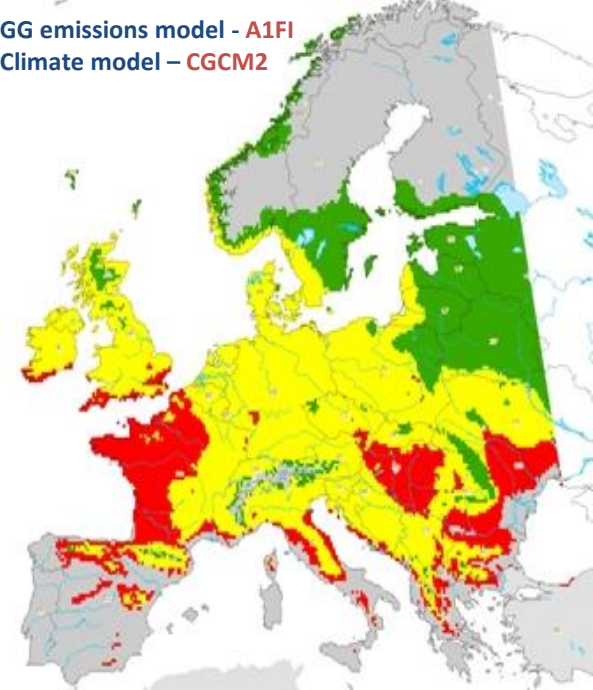 GG emissions model - A1FI
Climate model – CGCM2